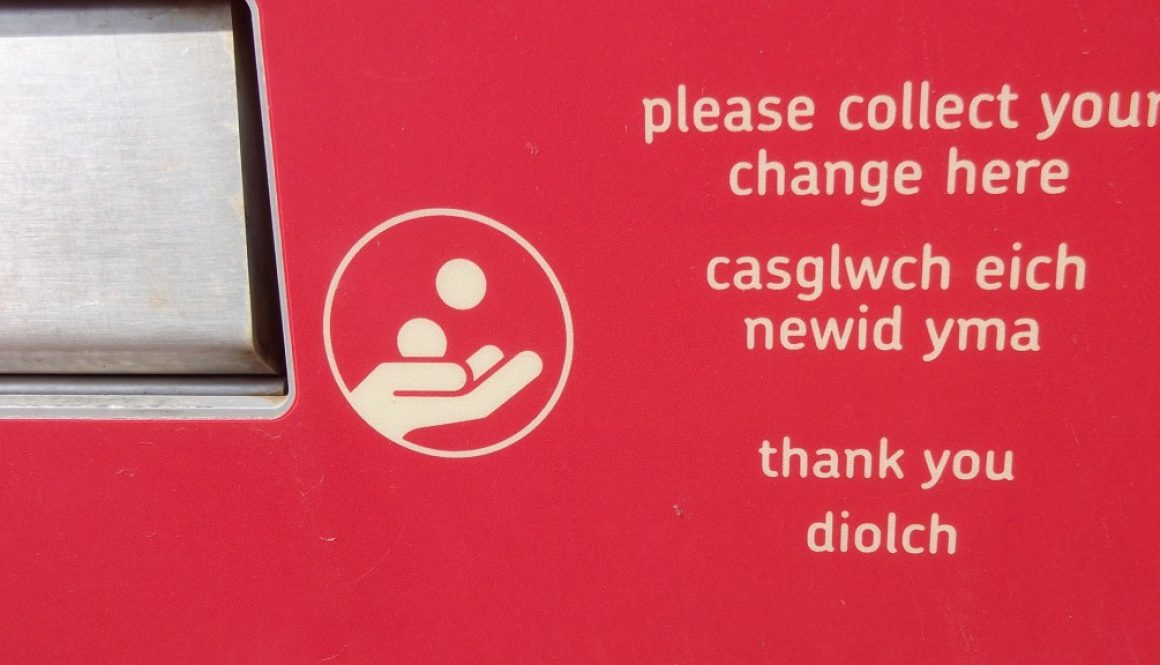 please collect your
change here
casglwch eich
newid yma
thank you
diolch